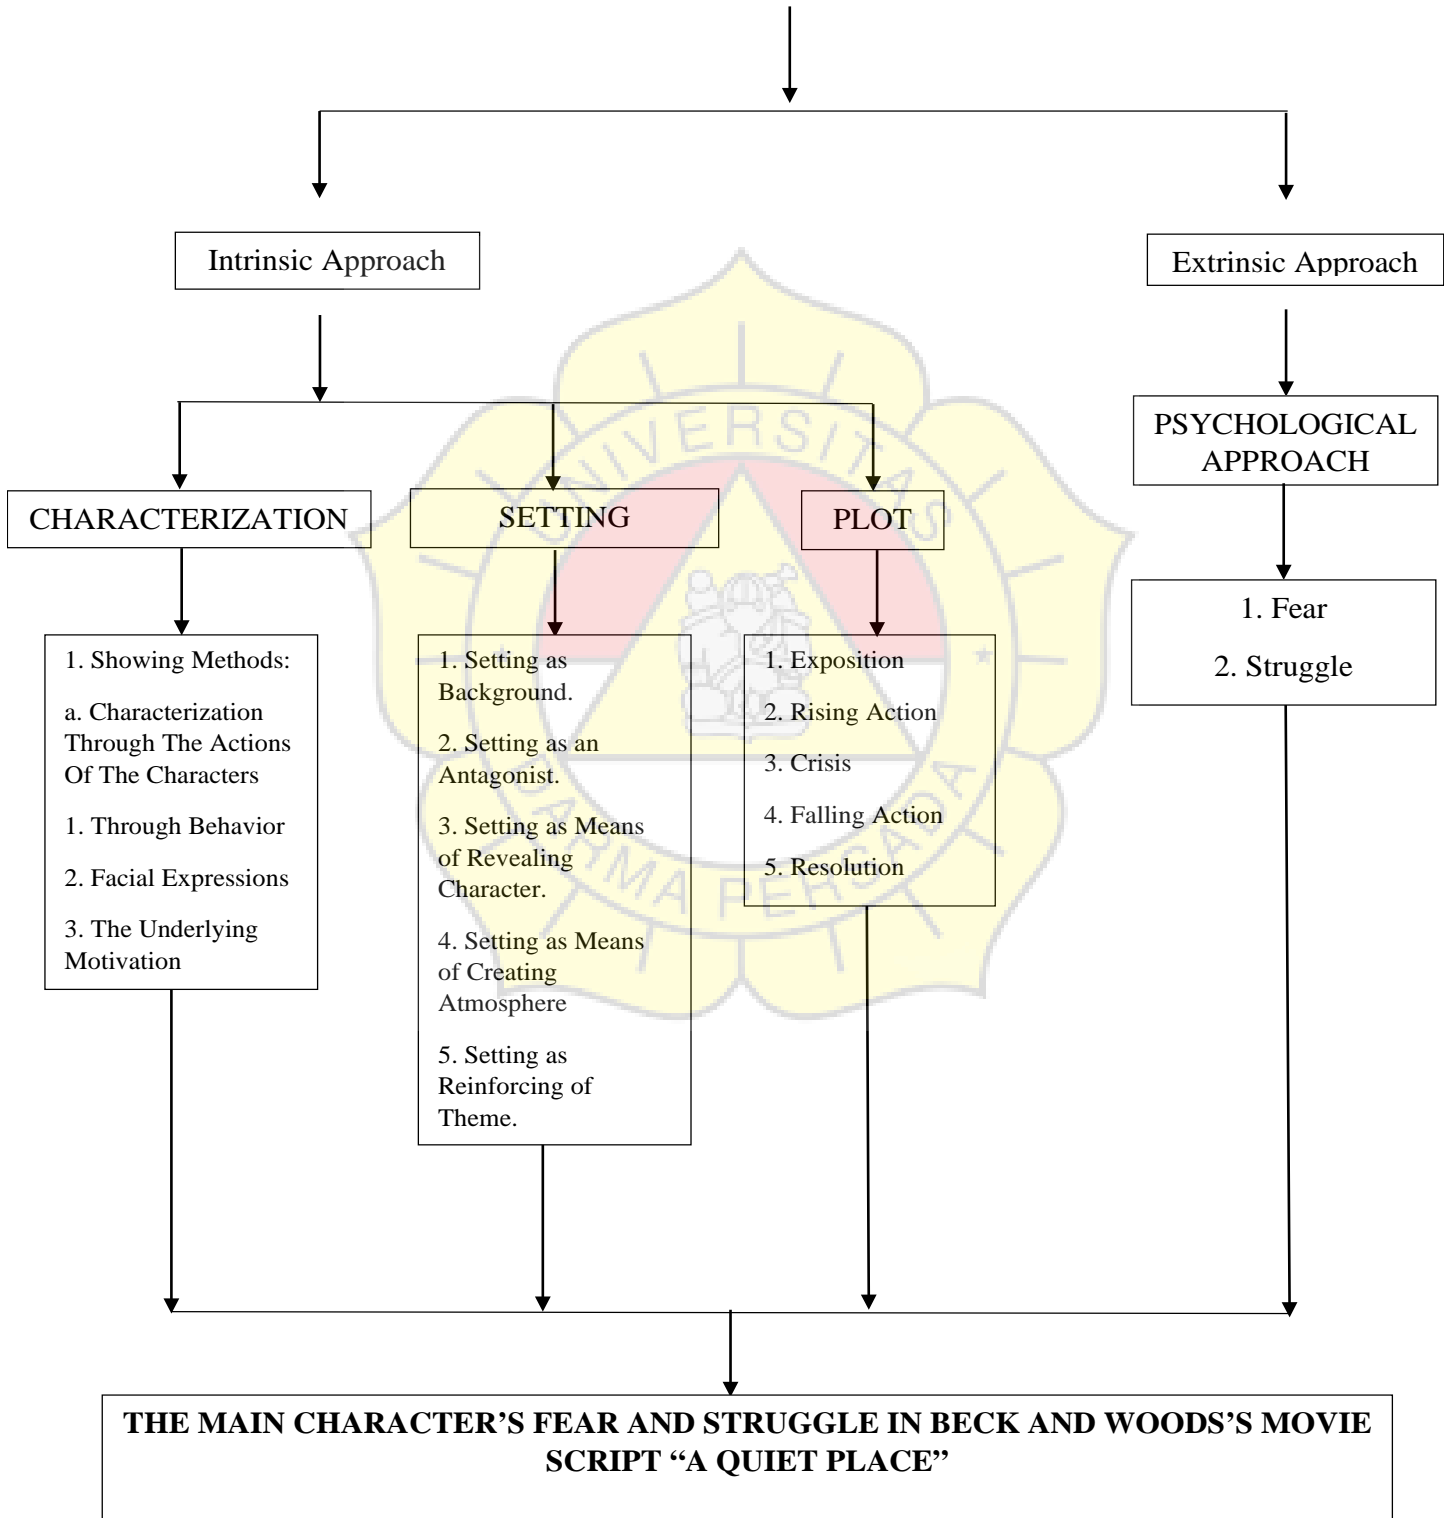 Intrinsic Approach
Extrinsic Approach
PSYCHOLOGICAL
APPROACH
CHARACTERIZATION
SETTING
PLOT
1. Showing Methods:
a. Characterization
Through The Actions
Of The Characters
1. Through Behavior
2. Facial Expressions
3. The Underlying
Motivation
1. Setting as
Background.
2. Setting as an
Antagonist.
3. Setting as Means
of Revealing
Character.
4. Setting as Means
of Creating
Atmosphere
5. Setting as
Reinforcing of
Theme.
1. Exposition
2. Rising Action
3. Crisis
4. Falling Action
5. Resolution
1. Fear
2. Struggle
UNIVERSITAS
DARMA PERSADA
THE MAIN CHARACTER’S FEAR AND STRUGGLE IN BECK AND WOODS’S MOVIE
SCRIPT “A QUIET PLACE”